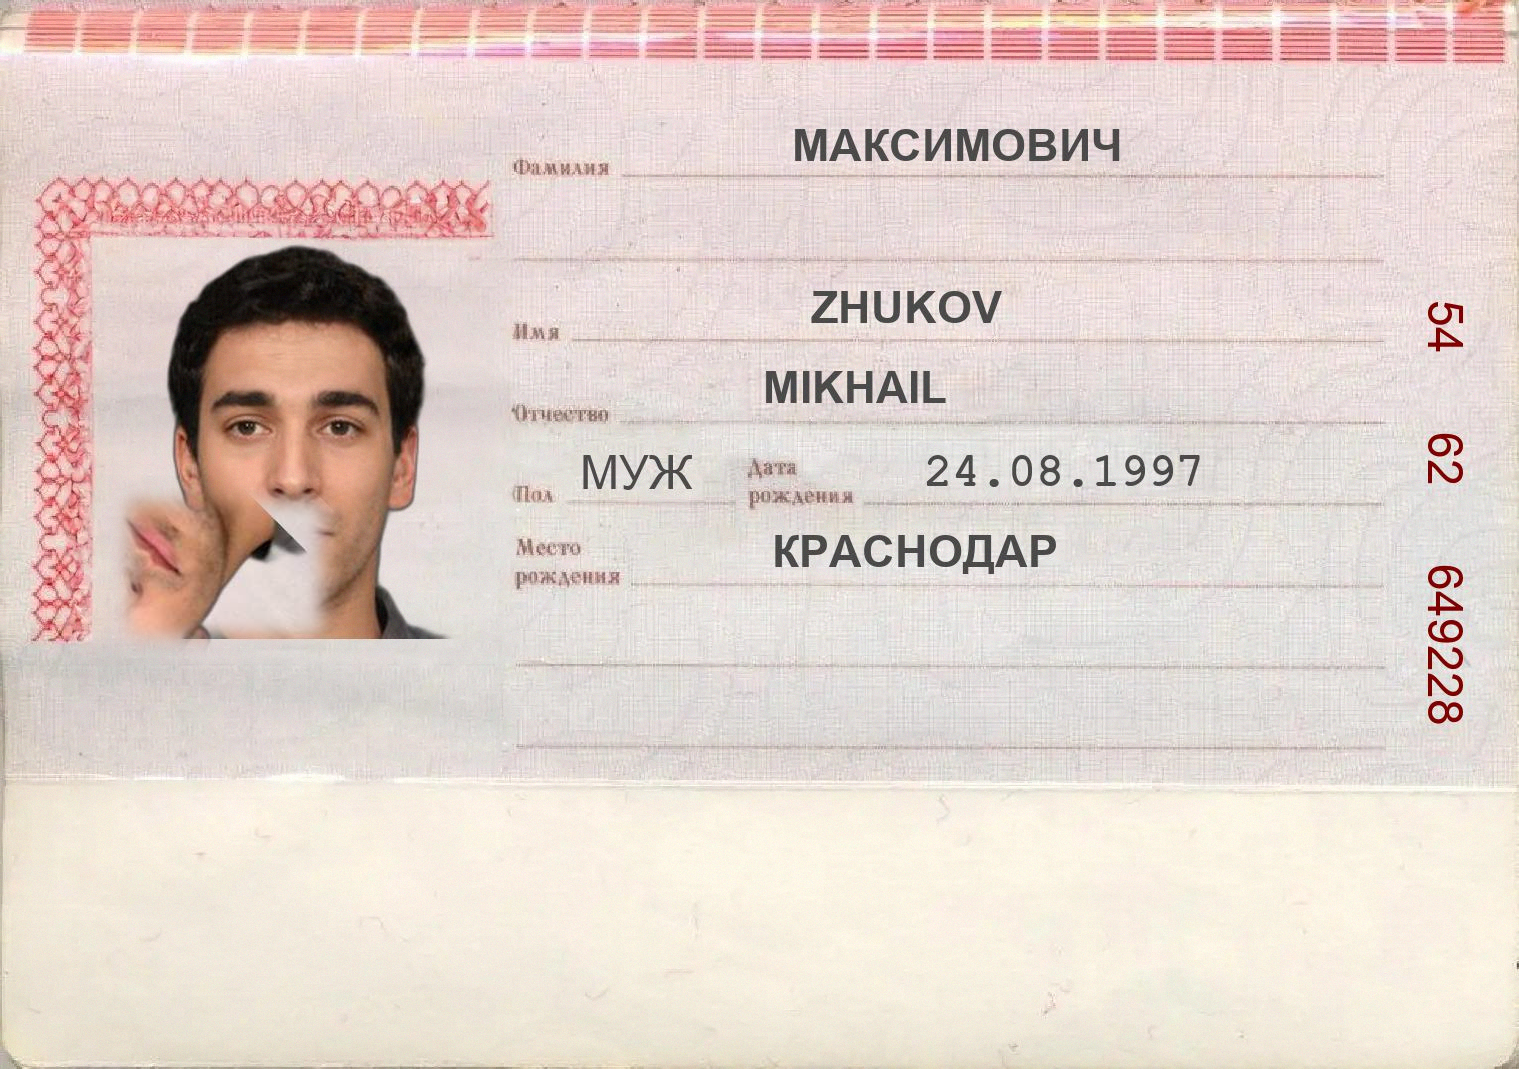 Фамилия МАКСИМОВИЧ
Имя ZHUKOV
Отчество MIKHAIL
Пол МУЖ Дата рождения 24.08.1997
Место рождения КРАСНОДАР
54 62 649228